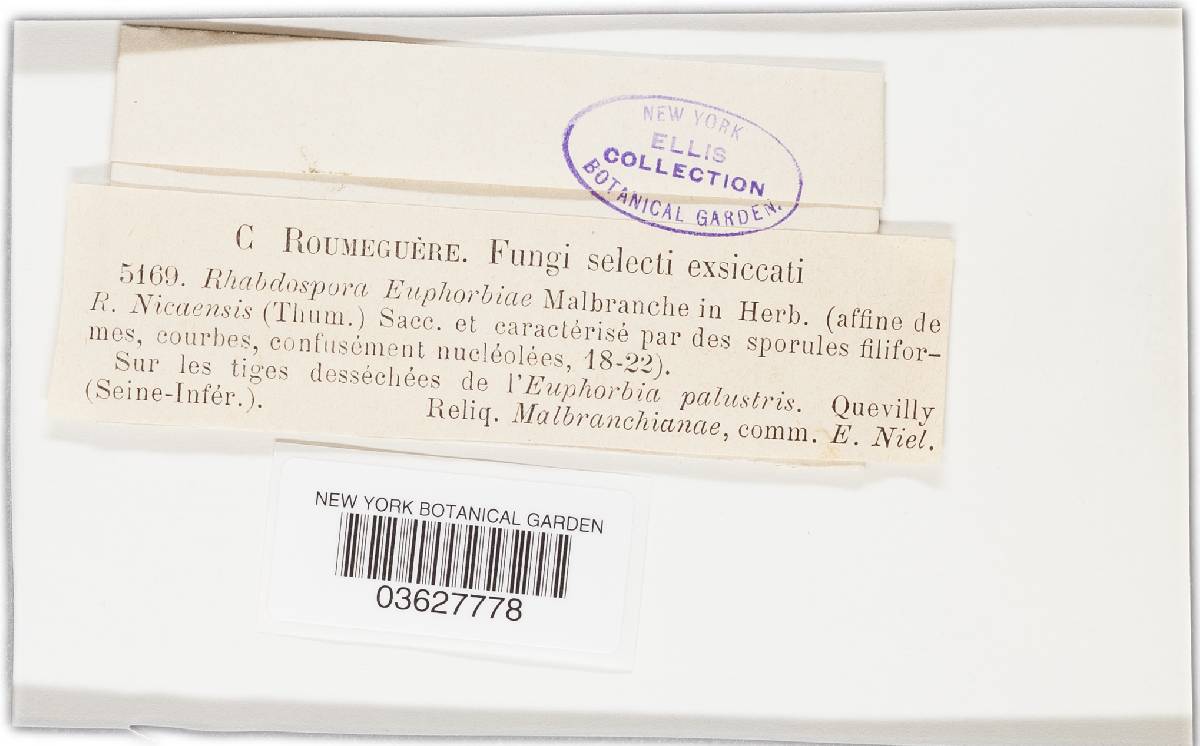 NEW YORK
ELLIS
COLLECTION
BOTANICAL GARDEN.
C ROUMEGUÈRE. Fungi selecti exsiccati
5169. Rhabdospora Euphorbiae Malbranche in Herb. (affine de
R. Nicaensis (Thum.) Sacc. et caractérisé par des sporules filifor-
mes, courbes, confusément nucléolées, 18-22).
Sur les tiges desséchées de l'Euphorbia palustris. Quevilly
(Seine-Infér.). Reliq. Malbranchianae, comm. E. Niel.
NEW YORK BOTANICAL GARDEN
03627778